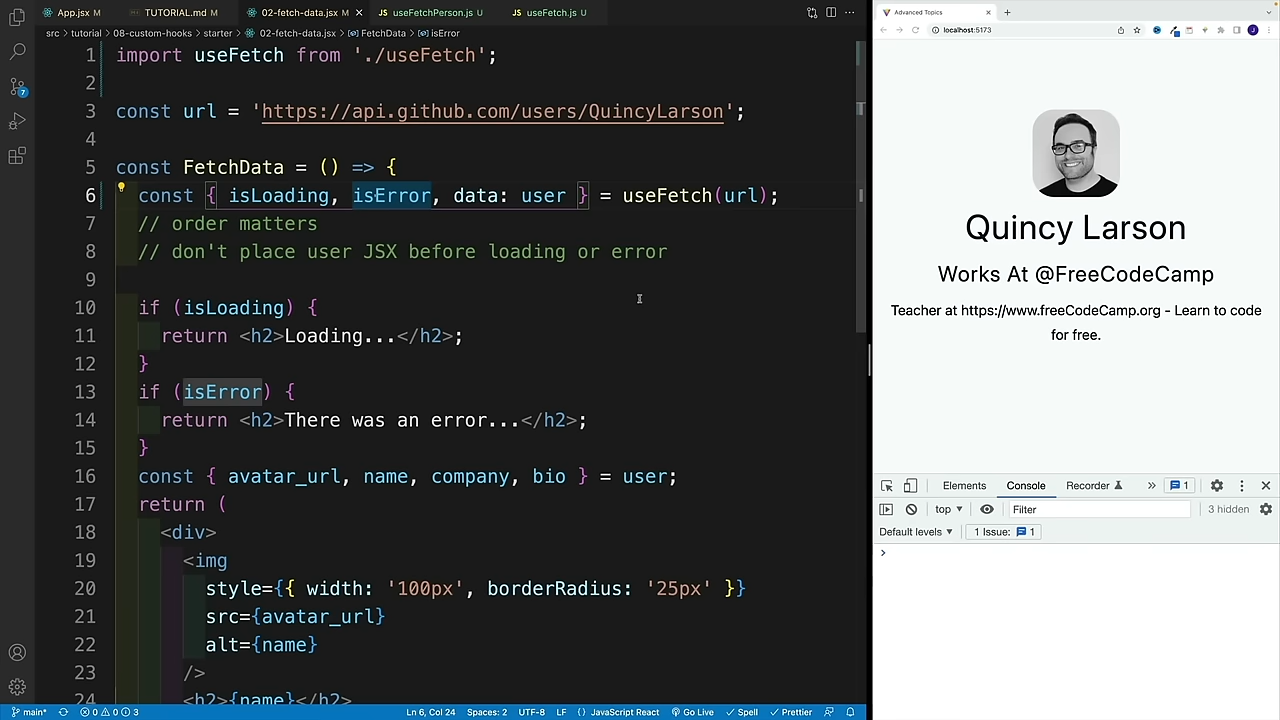 App.jsx M
TUTORIAL.md M
02-fetch-data.jsx M
useFetchPerson.js U
useFetch.js U
src > tutorial >
FetchData > isError
1 import useFetch from './useFetch';
2
3 const url = 'https://api.github.com/users/QuincyLarson';
4
5 const FetchData = () => {
6 const { isLoading, isError, data: user } = useFetch(url);
7 // order matters
8 // don't place user JSX before loading or error
9
10 if (isLoading) {
11 return <h2>Loading...</h2>;
12 }
13 if (isError) {
14 return <h2>There was an error...</h2>;
15 }
16 const { avatar_url, name, company, bio } = user;
17 return (
18 <div>
19 <img
20 style={{ width: '100px', borderRadius: '25px' }}
21 src={avatar_url}
22 alt={name}
23 />
24 <h2>{name}</h2>
7
main* 0 0 3 Ln 6, Col 24 Spaces: 2 UTF-8 LF {} JavaScript React Go Live Spell Prettier
Advanced Topics
localhost:5173
J
Quincy Larson
Works At @FreeCodeCamp
Teacher at https://www.freeCodeCamp.org - Learn to code
for free.
Elements Console Recorder 1
top Filter 3 hidden
Default levels 1 Issue: 1